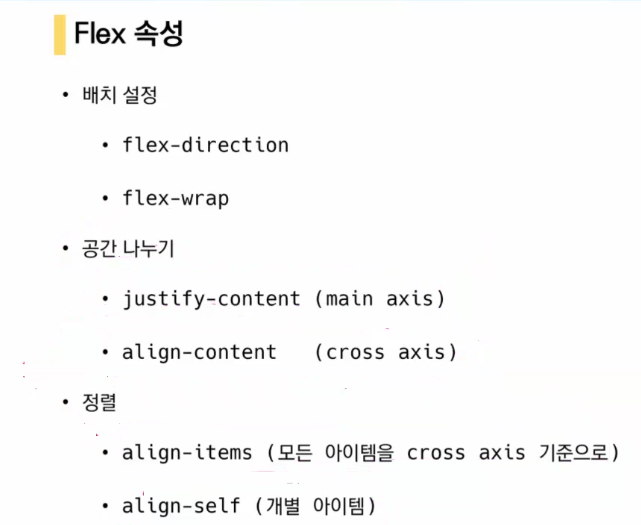 Flex 속성
• 배치 설정
• flex-direction
• flex-wrap
• 공간 나누기
• justify-content (main axis)
• align-content (cross axis)
• 정렬
• align-items (모든 아이템을 cross axis 기준으로)
• align-self (개별 아이템)